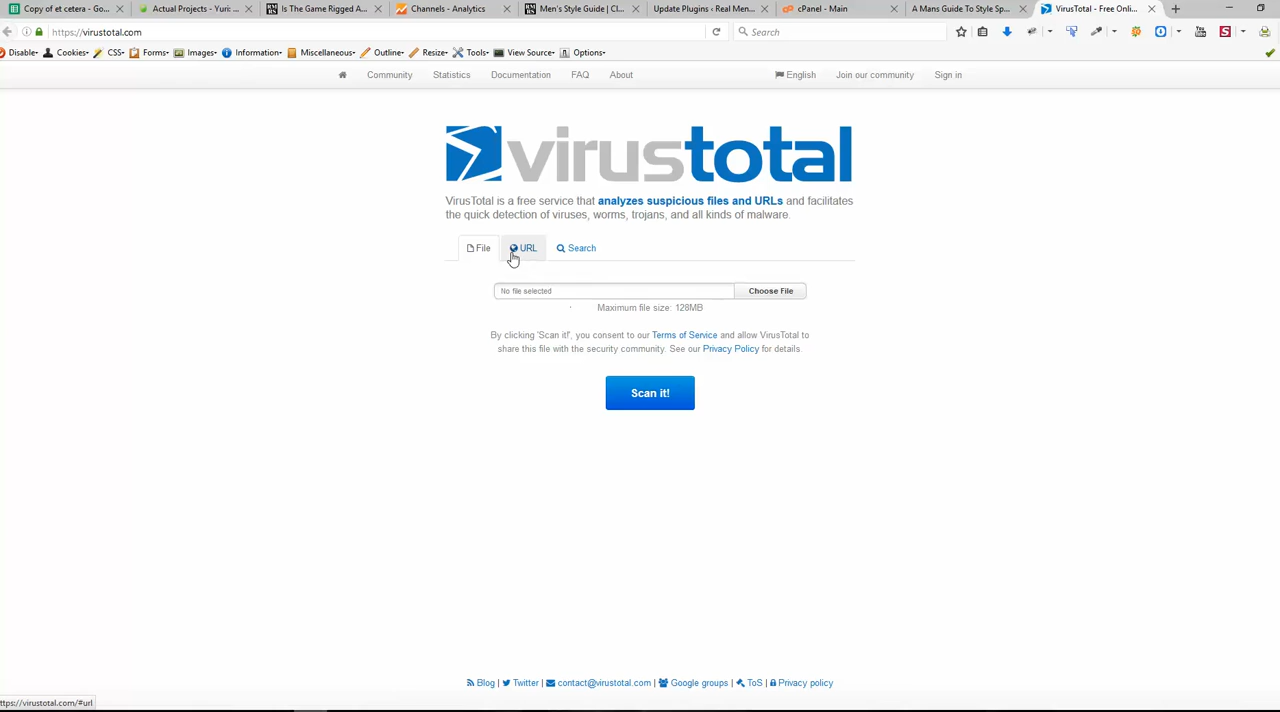 Copy of et cetera - Go...
Actual Projects - Yuri: ...
Is The Game Rigged A...
Channels - Analytics
Men's Style Guide | Cl...
Update Plugins ‹ Real Men...
cPanel - Main
A Mans Guide To Style Sp...
VirusTotal - Free Onli...
https://virustotal.com
Search
Disable
Cookies
CSS
Forms
Images
Information
Miscellaneous
Outline
Resize
Tools
View Source
Options
Community
Statistics
Documentation
FAQ
About
English
Join our community
Sign in
virustotal
VirusTotal is a free service that analyzes suspicious files and URLs and facilitates
the quick detection of viruses, worms, trojans, and all kinds of malware.
File
URL
Search
No file selected
Choose File
Maximum file size: 128MB
By clicking 'Scan it!', you consent to our Terms of Service and allow VirusTotal to
share this file with the security community. See our Privacy Policy for details.
Scan it!
Blog | Twitter | contact@virustotal.com | Google groups | ToS | Privacy policy
ttps://virustotal.com/#url